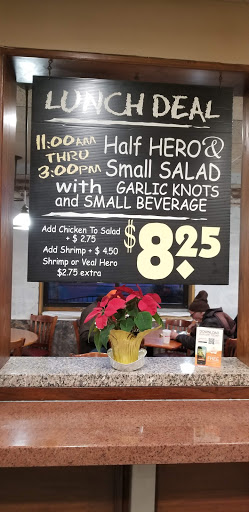 LUNCH DEAL
11:00AM THRU 3:00PM
Half HERO &
Small SALAD
with GARLIC KNOTS
and SMALL BEVERAGE
Add Chicken To Salad
+ $ 2.75
Add Shrimp + $ 4.50
Shrimp or Veal Hero
$2.75 extra
$8.25